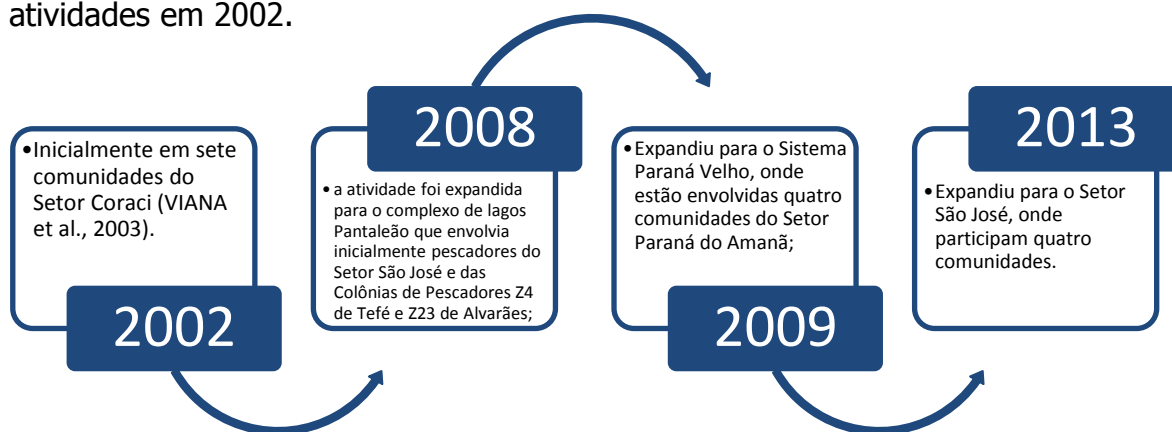 atividades em 2002.
•Inicialmente em sete
comunidades do
Setor Coraci (VIANA
et al., 2003).
2002
2008
• a atividade foi expandida
para o complexo de lagos
Pantaleão que envolvia
inicialmente pescadores do
Setor São José e das
Colônias de Pescadores Z4
de Tefé e Z23 de Alvarães;
•Expandiu para o Sistema
Paraná Velho, onde
estão envolvidas quatro
comunidades do Setor
Paraná do Amanã;
2009
2013
•Expandiu para o Setor
São José, onde
participam quatro
comunidades.